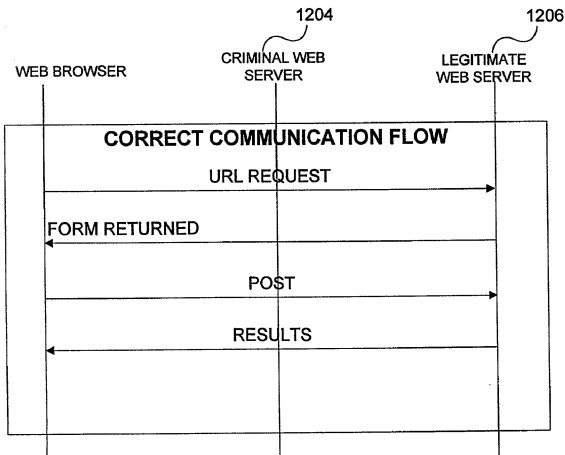 1204
1206
WEB BROWSER
CRIMINAL WEB
SERVER
LEGITIMATE
WEB SERVER
CORRECT COMMUNICATION FLOW
URL REQUEST
FORM RETURNED
POST
RESULTS